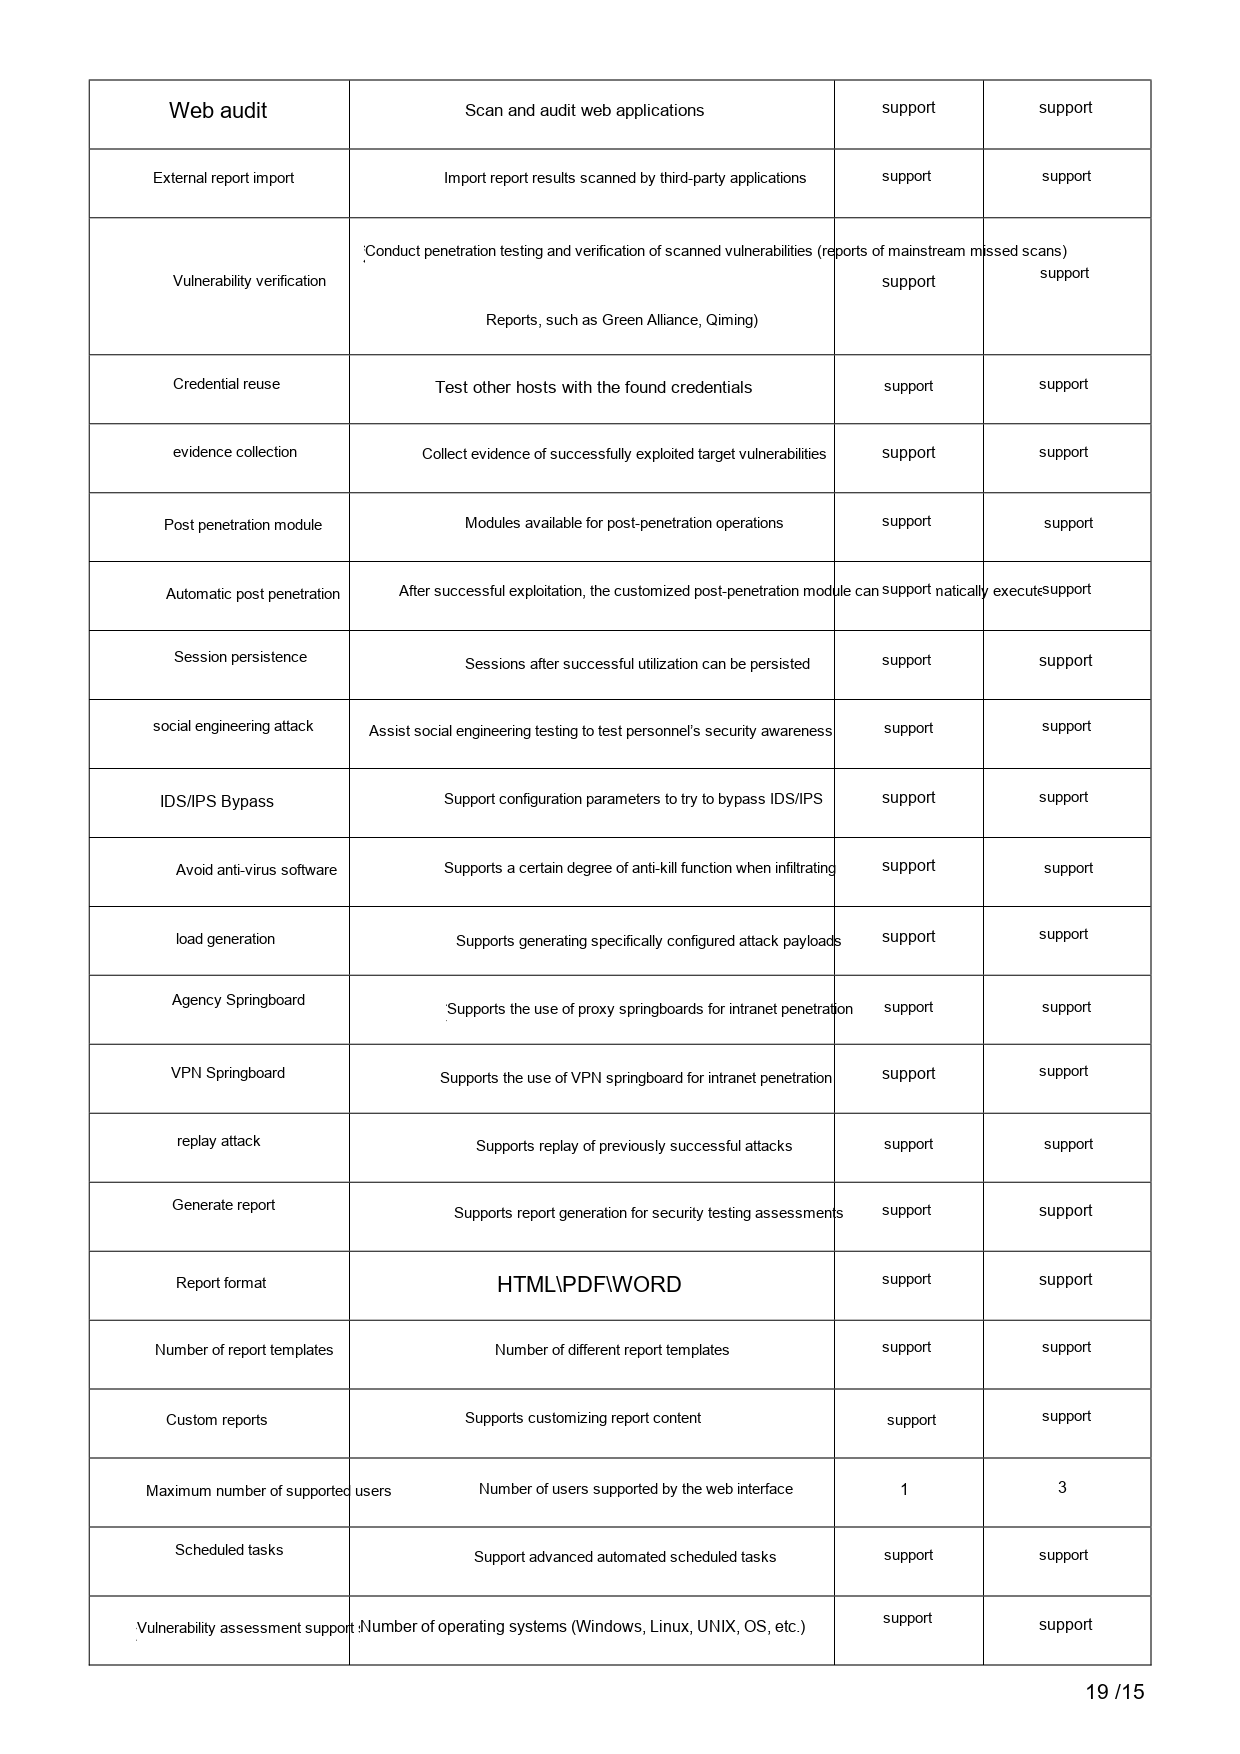 Web audit Scan and audit web applications support support
External report import Import report results scanned by third-party applications support support
Conduct penetration testing and verification of scanned vulnerabilities (reports of mainstream missed scans)
Vulnerability verification support support
Reports, such as Green Alliance, Qiming)
Credential reuse Test other hosts with the found credentials support support
evidence collection Collect evidence of successfully exploited target vulnerabilities support support
Post penetration module Modules available for post-penetration operations support support
Automatic post penetration After successful exploitation, the customized post-penetration module can support matically execute support
Session persistence Sessions after successful utilization can be persisted support support
social engineering attack Assist social engineering testing to test personnel’s security awareness support support
IDS/IPS Bypass Support configuration parameters to try to bypass IDS/IPS support support
Avoid anti-virus software Supports a certain degree of anti-kill function when infiltrating support support
load generation Supports generating specifically configured attack payloads support support
Agency Springboard Supports the use of proxy springboards for intranet penetration support support
VPN Springboard Supports the use of VPN springboard for intranet penetration support support
replay attack Supports replay of previously successful attacks support support
Generate report Supports report generation for security testing assessments support support
Report format HTML\PDF\WORD support support
Number of report templates Number of different report templates support support
Custom reports Supports customizing report content support support
Maximum number of supported users Number of users supported by the web interface 1 3
Scheduled tasks Support advanced automated scheduled tasks support support
Vulnerability assessment support Number of operating systems (Windows, Linux, UNIX, OS, etc.) support support
19 /15